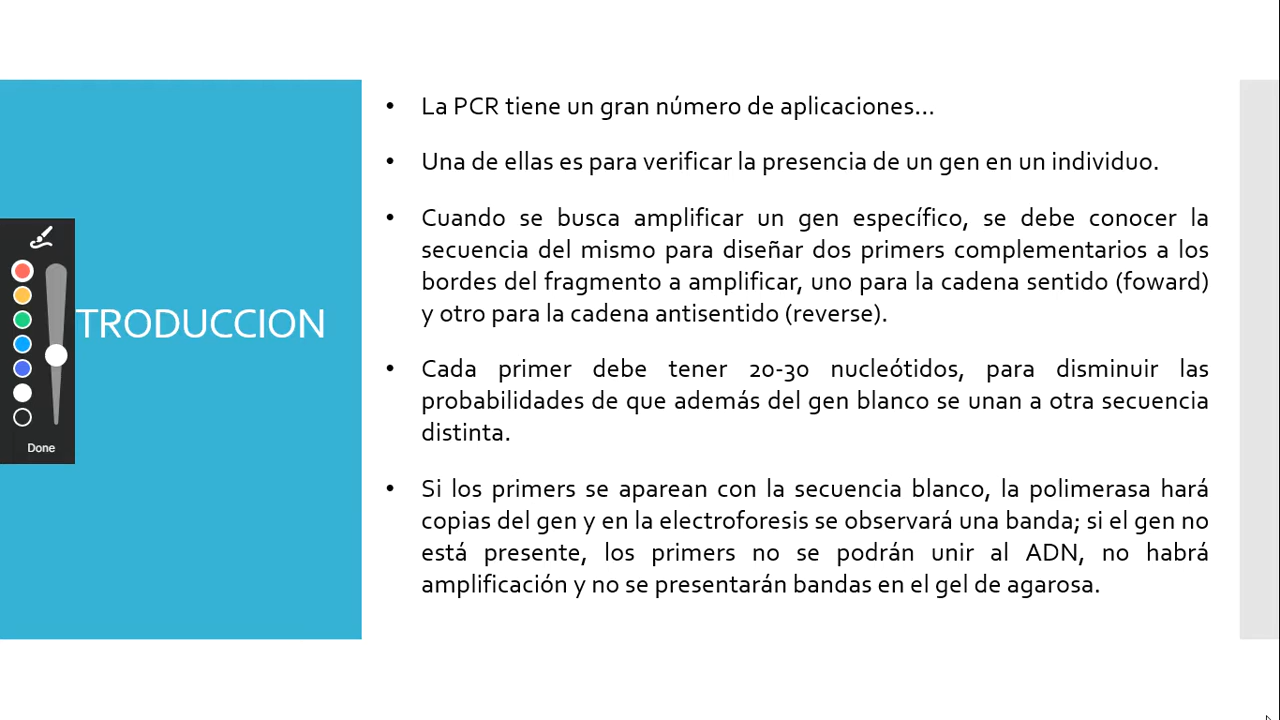 TRODUCCION
Done
• La PCR tiene un gran número de aplicaciones...
• Una de ellas es para verificar la presencia de un gen en un individuo.
• Cuando se busca amplificar un gen específico, se debe conocer la
secuencia del mismo para diseñar dos primers complementarios a los
bordes del fragmento a amplificar, uno para la cadena sentido (foward)
y otro para la cadena antisentido (reverse).
• Cada primer debe tener 20-30 nucleótidos, para disminuir las
probabilidades de que además del gen blanco se unan a otra secuencia
distinta.
• Si los primers se aparean con la secuencia blanco, la polimerasa hará
copias del gen y en la electroforesis se observará una banda; si el gen no
está presente, los primers no se podrán unir al ADN, no habrá
amplificación y no se presentarán bandas en el gel de agarosa.